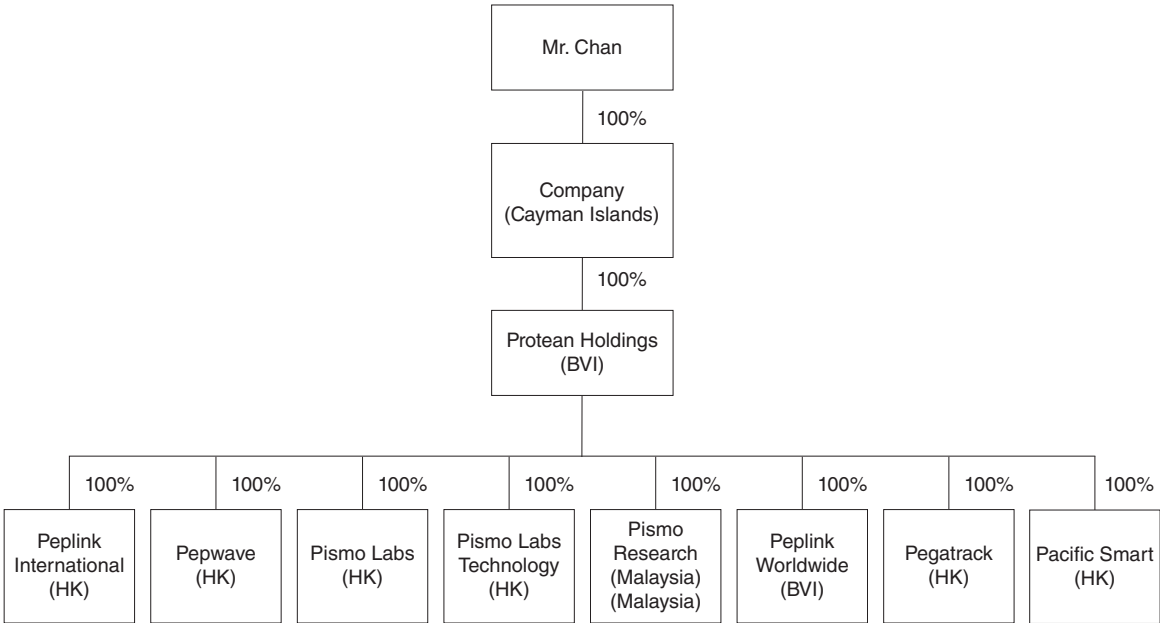 Mr. Chan
100%
Company
(Cayman Islands)
100%
Protean Holdings
(BVI)
100%
100%
100%
100%
100%
100%
100%
100%
Peplink
International
(HK)
Pepwave
(HK)
Pismo Labs
(HK)
Pismo Labs
Technology
(HK)
Pismo
Research
(Malaysia)
(Malaysia)
Peplink
Worldwide
(BVI)
Pegatrack
(HK)
Pacific Smart
(HK)